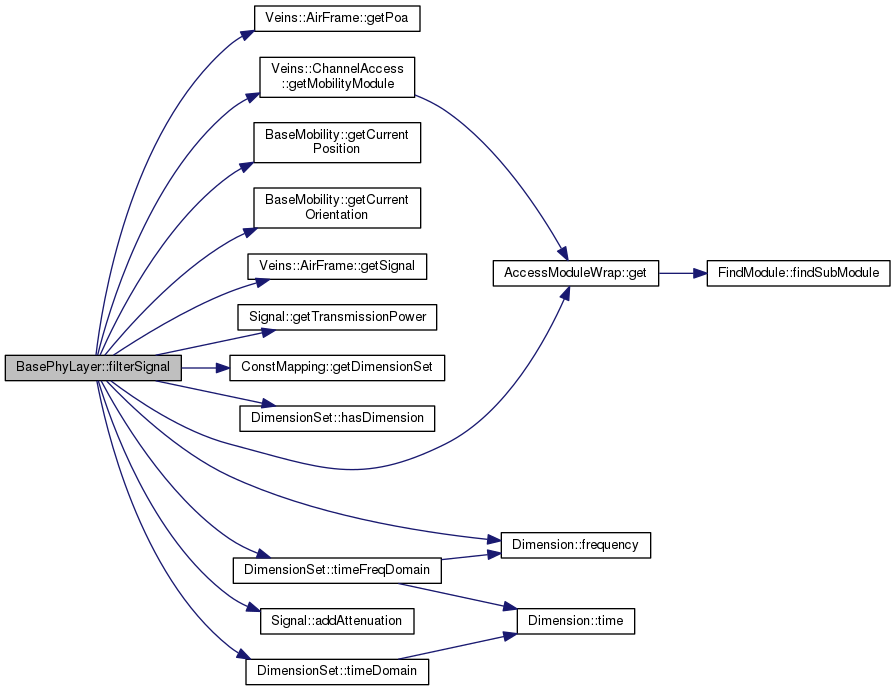 Veins::AirFrame::getPoa
Veins::ChannelAccess
::getMobilityModule
BaseMobility::getCurrent
Position
BaseMobility::getCurrent
Orientation
Veins::AirFrame::getSignal
AccessModuleWrap::get
FindModule::findSubModule
Signal::getTransmissionPower
BasePhyLayer::filterSignal
ConstMapping::getDimensionSet
DimensionSet::hasDimension
Dimension::frequency
DimensionSet::timeFreqDomain
Signal::addAttenuation
Dimension::time
DimensionSet::timeDomain